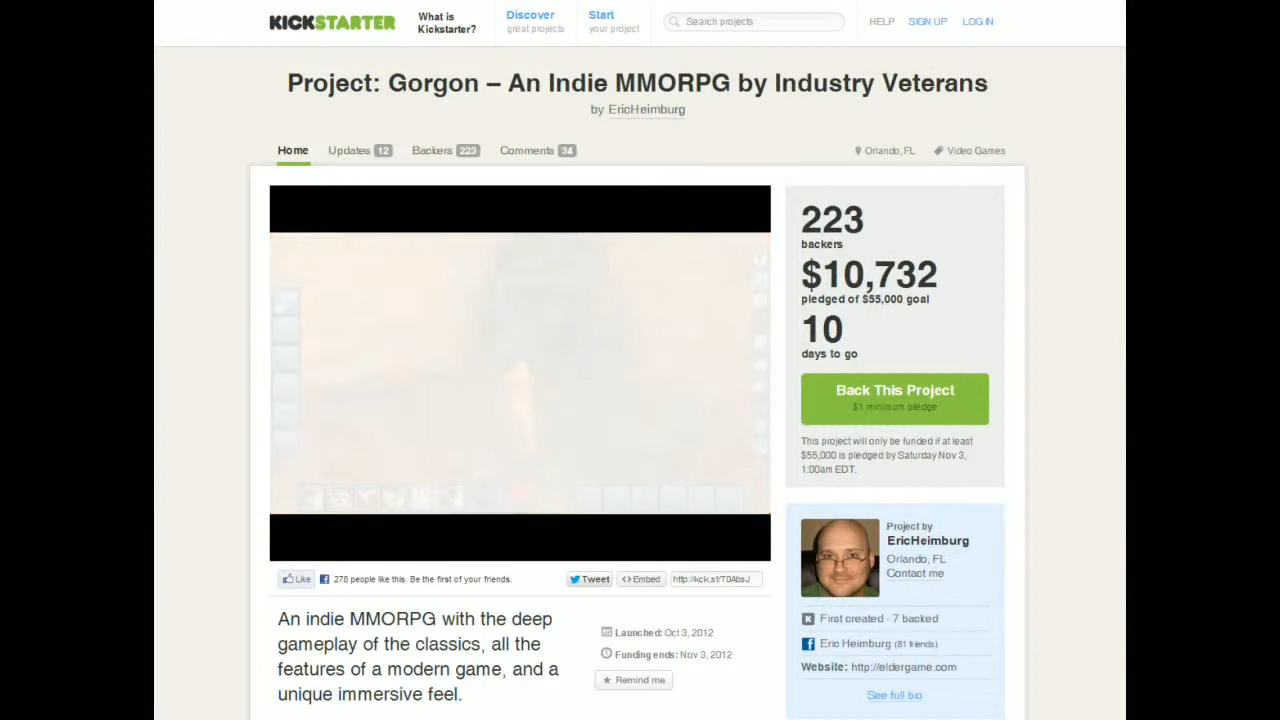 KICKSTARTER
What is
Kickstarter?
Discover
great projects
Start
your project
Search projects
HELP
SIGN UP
LOG IN
Project: Gorgon – An Indie MMORPG by Industry Veterans
by EricHeimburg
Home
Updates 12
Backers 223
Comments 34
Orlando, FL
Video Games
223
backers
$10,732
pledged of $55,000 goal
10
days to go
Back This Project
$1 minimum pledge
This project will only be funded if at least
$55,000 is pledged by Saturday Nov 3,
1:00am EDT.
Project by
EricHeimburg
Orlando, FL
Contact me
First created · 7 backed
Eric Heimburg (81 friends)
Website: http://eldergame.com
See full bio
Like
278 people like this. Be the first of your friends.
Tweet
Embed
http://kck.st/T0AbsJ
An indie MMORPG with the deep
gameplay of the classics, all the
features of a modern game, and a
unique immersive feel.
Launched: Oct 3, 2012
Funding ends: Nov 3, 2012
Remind me